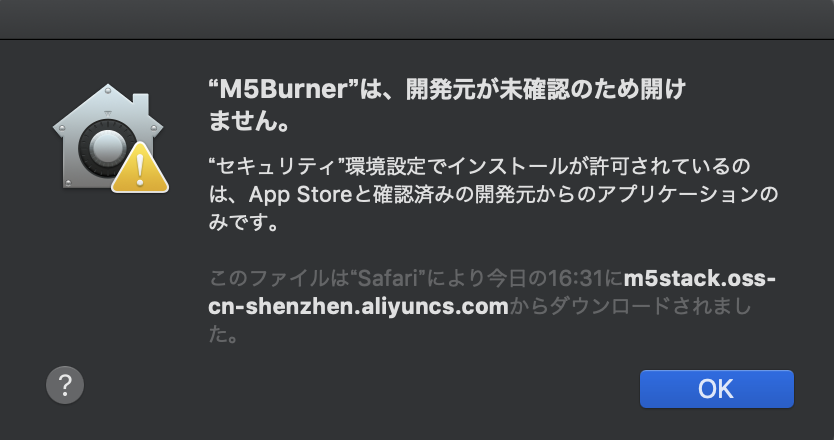 “M5Burner”は、開発元が未確認のため開け
ません。
“セキュリティ”環境設定でインストールが許可されているの
は、App Storeと確認済みの開発元からのアプリケーションの
みです。
このファイルは“Safari”により今日の16:31にm5stack.oss-
cn-shenzhen.aliyuncs.comからダウンロードされまし
た。
?
OK